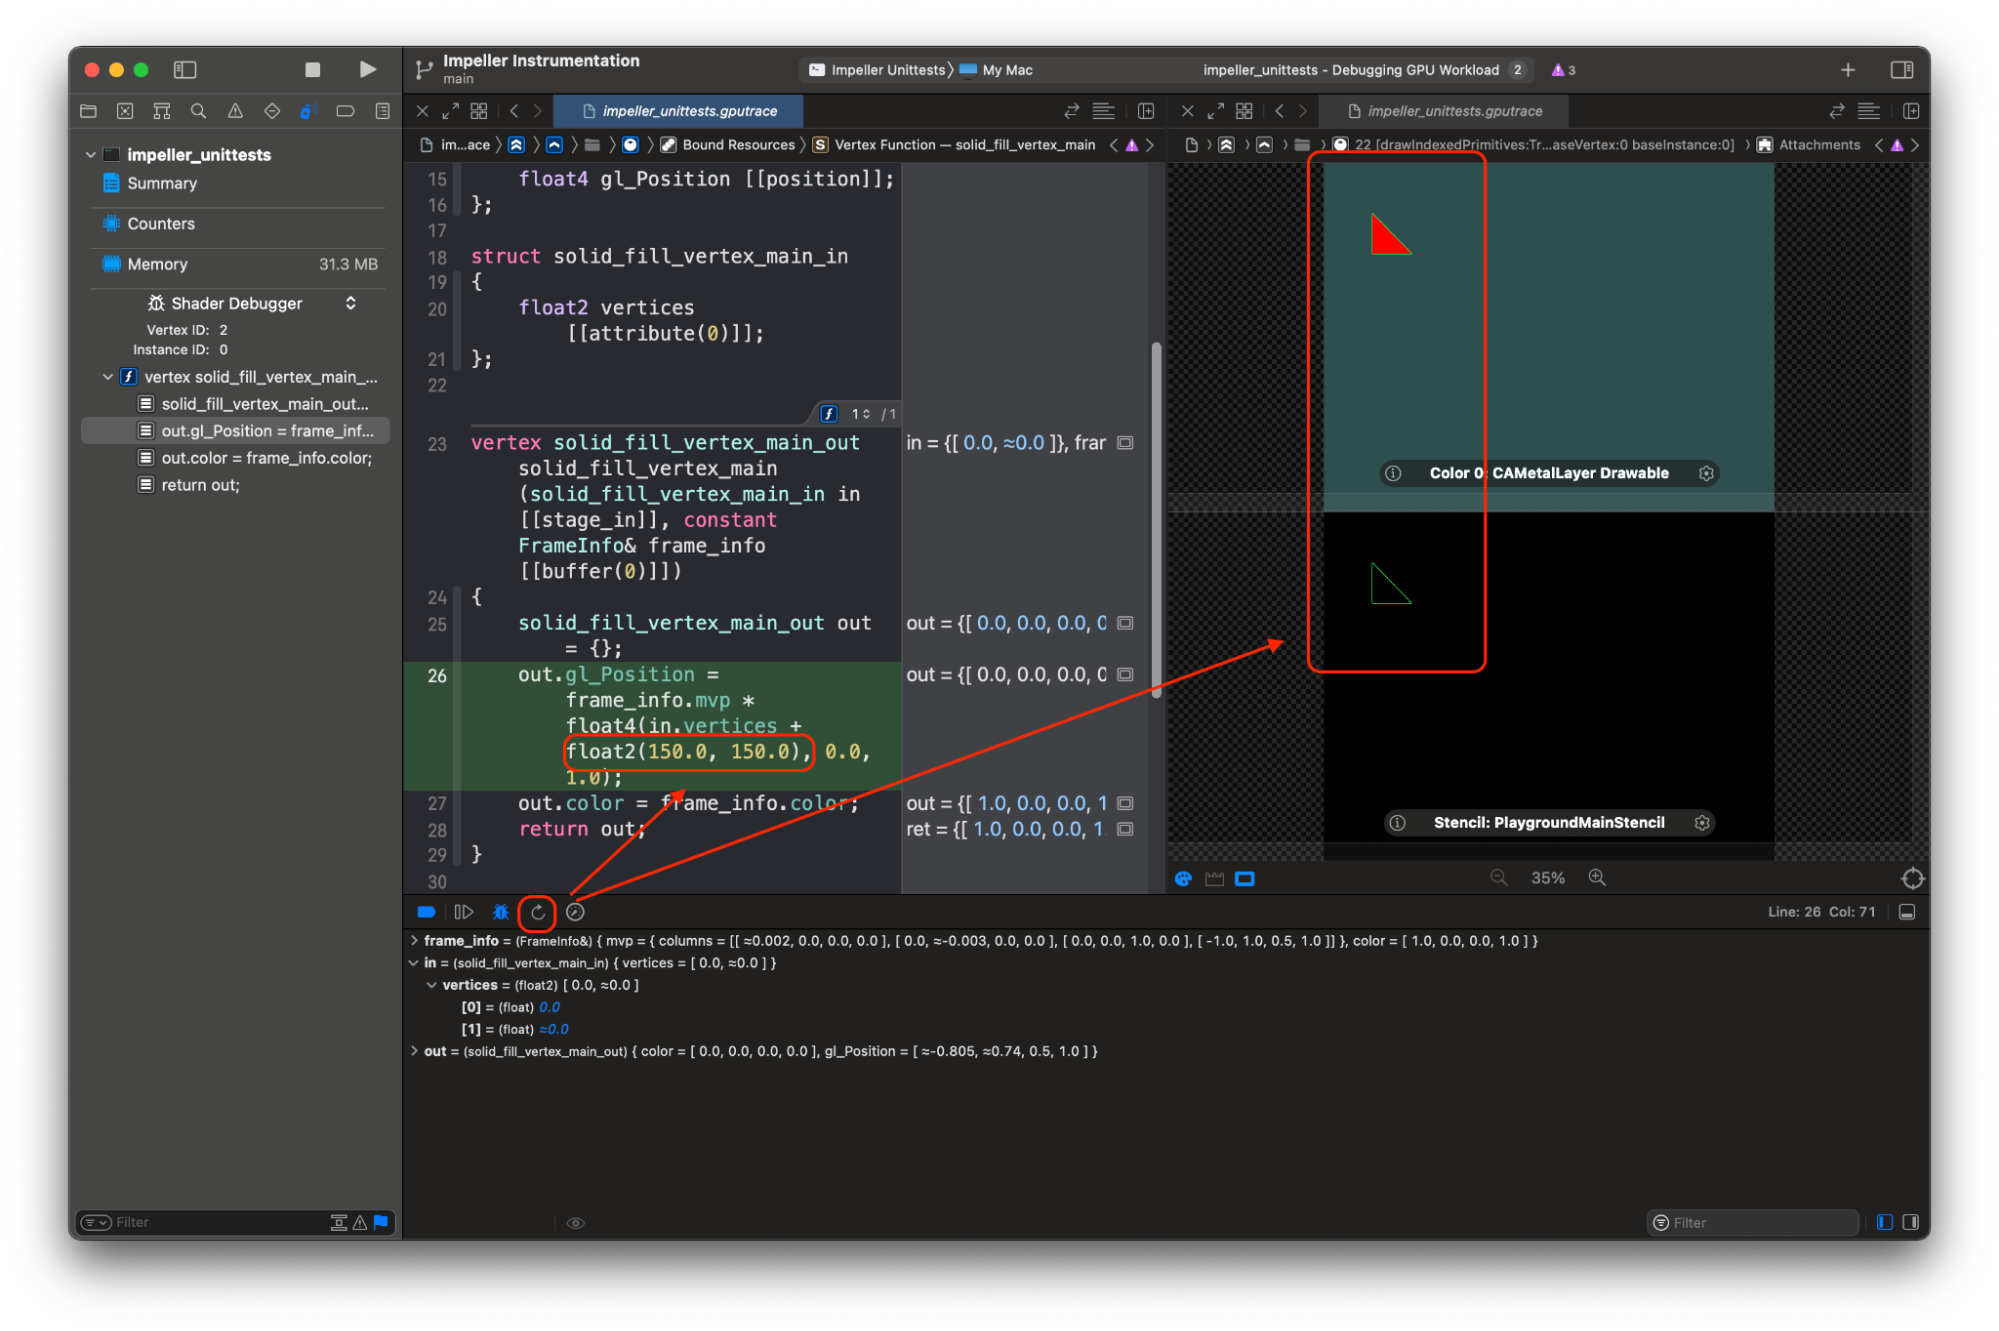 Impeller Instrumentation
main
Impeller Unittests 〉 My Mac
impeller_unittests - Debugging GPU Workload 2
3
impeller_unittests.gputrace
impeller_unittests.gputrace
im...ace 〉 〉 〉 〉 〉 Bound Resources 〉 S Vertex Function — solid_fill_vertex_main
22 [drawIndexedPrimitives:Tr...aseVertex:0 baseInstance:0] 〉 Attachments
impeller_unittests
Summary
Counters
Memory 31.3 MB
Shader Debugger
Vertex ID: 2
Instance ID: 0
f vertex solid_fill_vertex_main_...
solid_fill_vertex_main_out...
out.gl_Position = frame_inf...
out.color = frame_info.color;
return out;
Filter
15 float4 gl_Position [[position]];
16 };
17
18 struct solid_fill_vertex_main_in
19 {
20 float2 vertices
[[attribute(0)]];
21 };
22
f 1 /1
23 vertex solid_fill_vertex_main_out in = {[ 0.0, ≈0.0 ]}, frar
solid_fill_vertex_main
(solid_fill_vertex_main_in in
[[stage_in]], constant
FrameInfo& frame_info
[[buffer(0)]])
24 {
25 solid_fill_vertex_main_out out out = {[ 0.0, 0.0, 0.0, 0
= {};
26 out.gl_Position = out = {[ 0.0, 0.0, 0.0, 0
frame_info.mvp *
float4(in.vertices +
float2(150.0, 150.0), 0.0,
1.0);
27 out.color = frame_info.color; out = {[ 1.0, 0.0, 0.0, 1
28 return out; ret = {[ 1.0, 0.0, 0.0, 1.
29 }
30
Color 0: CAMetalLayer Drawable
Stencil: PlaygroundMainStencil
35%
Line: 26 Col: 71
frame_info = (FrameInfo&) { mvp = { columns = [[ ≈0.002, 0.0, 0.0, 0.0 ], [ 0.0, ≈-0.003, 0.0, 0.0 ], [ 0.0, 0.0, 1.0, 0.0 ], [ -1.0, 1.0, 0.5, 1.0 ]] }, color = [ 1.0, 0.0, 0.0, 1.0 ] }
in = (solid_fill_vertex_main_in) { vertices = [ 0.0, ≈0.0 ] }
vertices = (float2) [ 0.0, ≈0.0 ]
[0] = (float) 0.0
[1] = (float) ≈0.0
out = (solid_fill_vertex_main_out) { color = [ 0.0, 0.0, 0.0, 0.0 ], gl_Position = [ ≈-0.805, ≈0.74, 0.5, 1.0 ] }
Filter